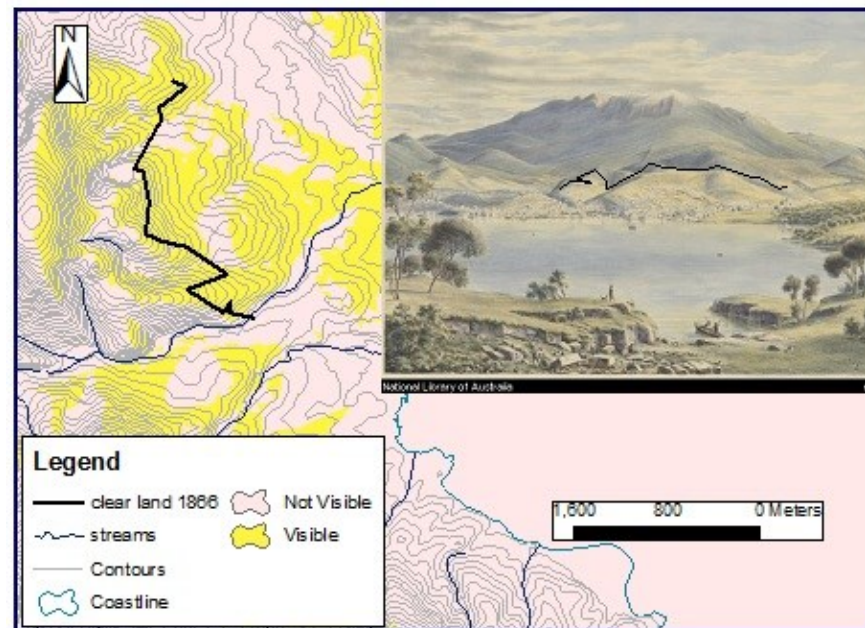 N
National Library of Australia
Legend
clear land 1866
streams
Contours
Coastline
Not Visible
Visible
1,600 800 0 Meters